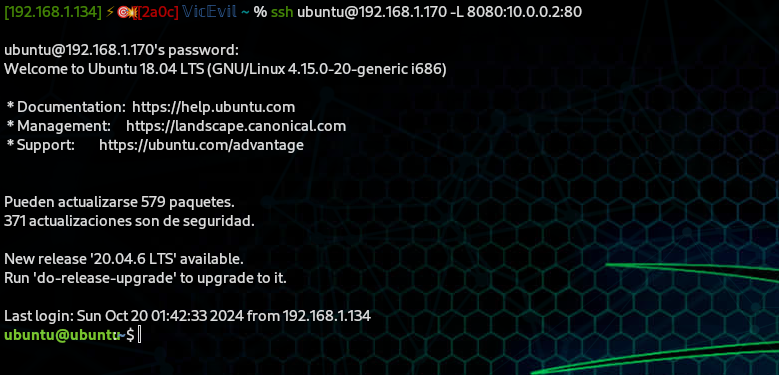 [192.168.1.134] ⚡🎯💥[[2a0c] 𝕍𝕚𝕔𝔼𝕧𝕚𝕝 ~ % ssh ubuntu@192.168.1.170 -L 8080:10.0.0.2:80
ubuntu@192.168.1.170's password:
Welcome to Ubuntu 18.04 LTS (GNU/Linux 4.15.0-20-generic i686)
* Documentation: https://help.ubuntu.com
* Management: https://landscape.canonical.com
* Support: https://ubuntu.com/advantage
Pueden actualizarse 579 paquetes.
371 actualizaciones son de seguridad.
New release '20.04.6 LTS' available.
Run 'do-release-upgrade' to upgrade to it.
Last login: Sun Oct 20 01:42:33 2024 from 192.168.1.134
ubuntu@ubuntu:~$